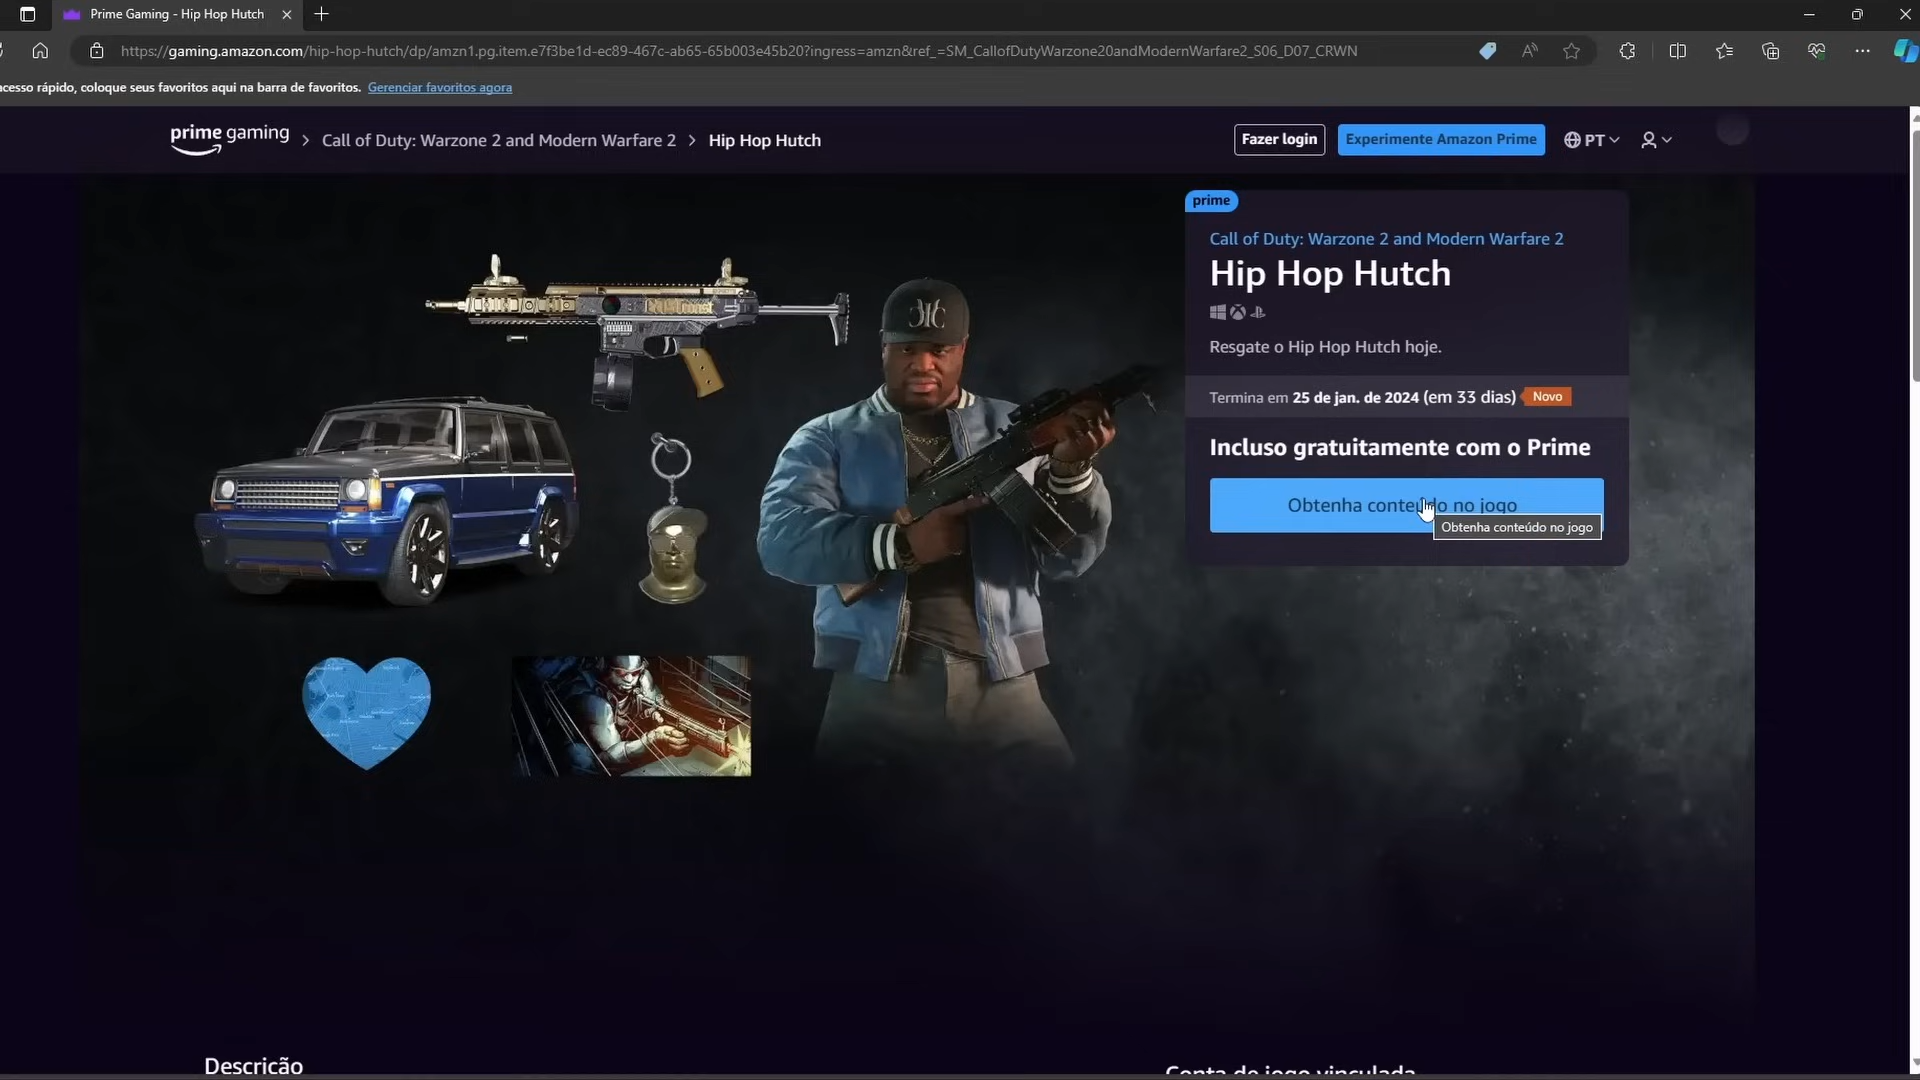 Prime Gaming - Hip Hop Hutch
https://gaming.amazon.com/hip-hop-hutch/dp/amzn1.pg.item.e7f3be1d-ec89-467c-ab65-65b003e45b20?ingress=amzn&ref_=SM_CallofDutyWarzone20andModernWarfare2_S06_D07_CRWN
cesso rápido, coloque seus favoritos aqui na barra de favoritos. Gerenciar favoritos agora
prime gaming > Call of Duty: Warzone 2 and Modern Warfare 2 > Hip Hop Hutch
Fazer login
Experimente Amazon Prime
PT
prime
Call of Duty: Warzone 2 and Modern Warfare 2
Hip Hop Hutch
Resgate o Hip Hop Hutch hoje.
Termina em 25 de jan. de 2024 (em 33 dias) Novo
Incluso gratuitamente com o Prime
Obtenha conteúdo no jogo
Obtenha conteúdo no jogo
Descrição
Conta de jogo vinculada